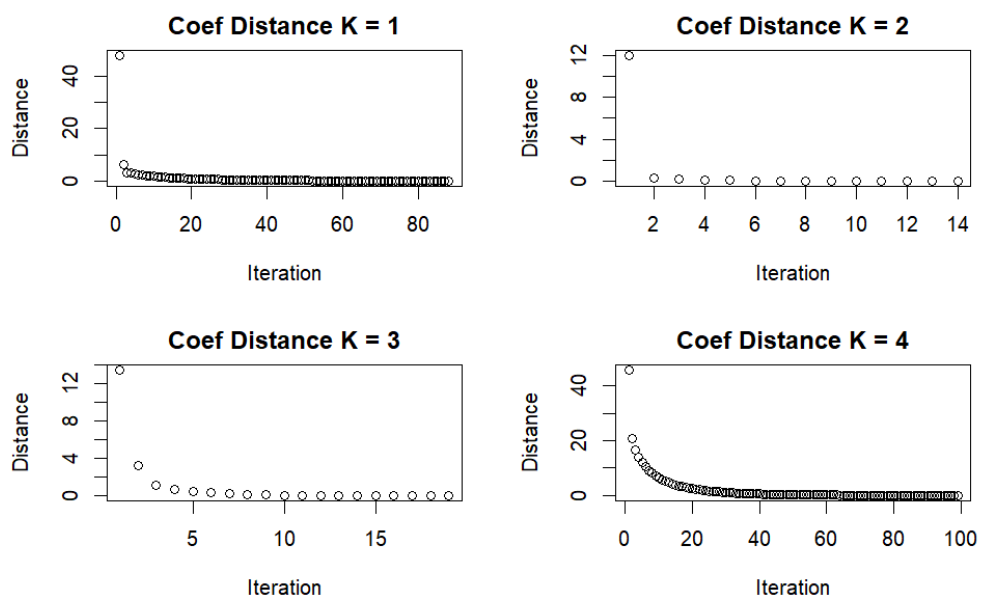 Coef Distance K = 1
Distance
0 20 40
0 20 40 60 80
Iteration
Coef Distance K = 2
Distance
0 4 8 12
2 4 6 8 10 12 14
Iteration
Coef Distance K = 3
Distance
0 4 8 12
5 10 15
Iteration
Coef Distance K = 4
Distance
0 20 40
0 20 40 60 80 100
Iteration